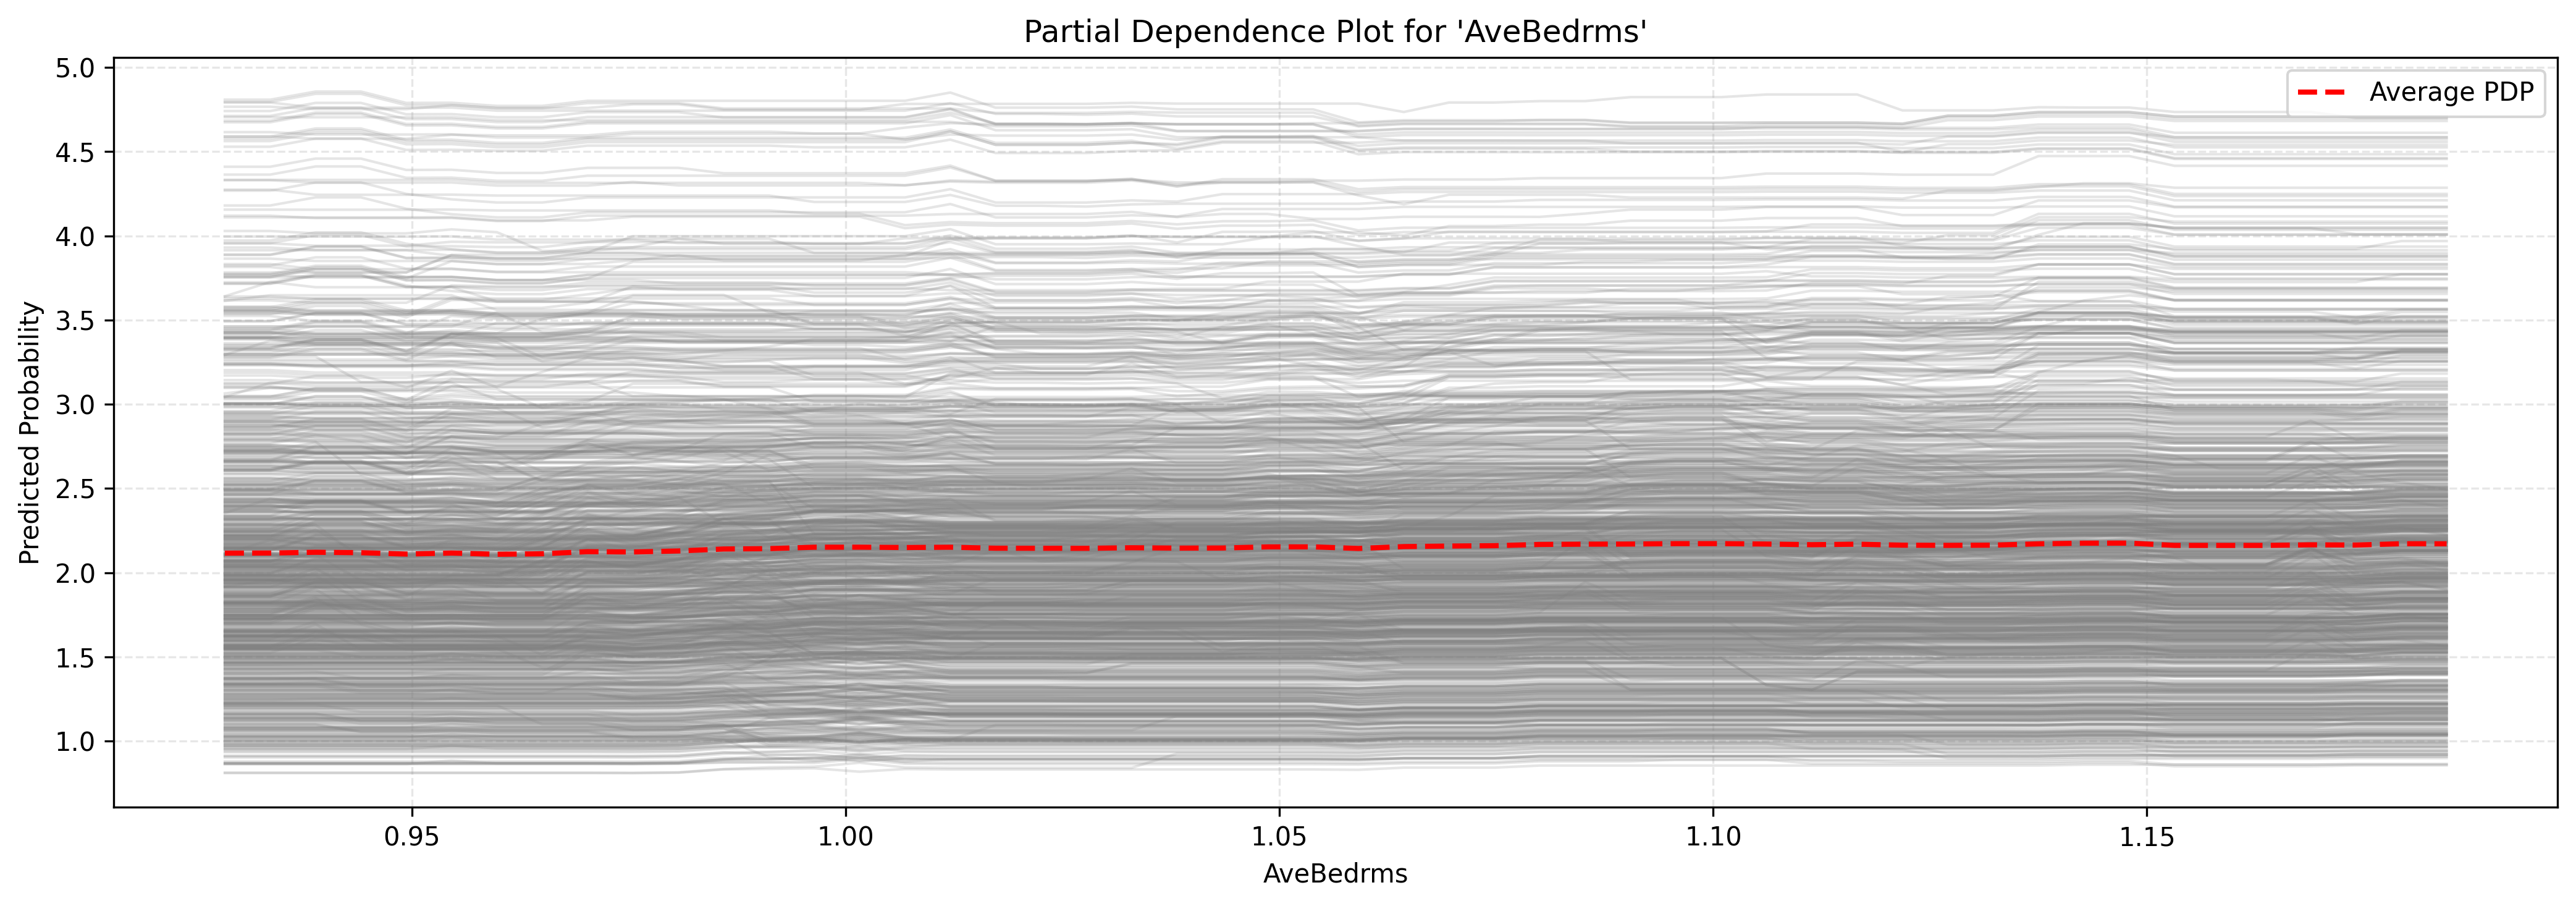 Partial Dependence Plot for 'AveBedrms'
Average PDP
Predicted Probability
5.0
4.5
4.0
3.5
3.0
2.5
2.0
1.5
1.0
0.95 1.00 1.05 1.10 1.15
AveBedrms